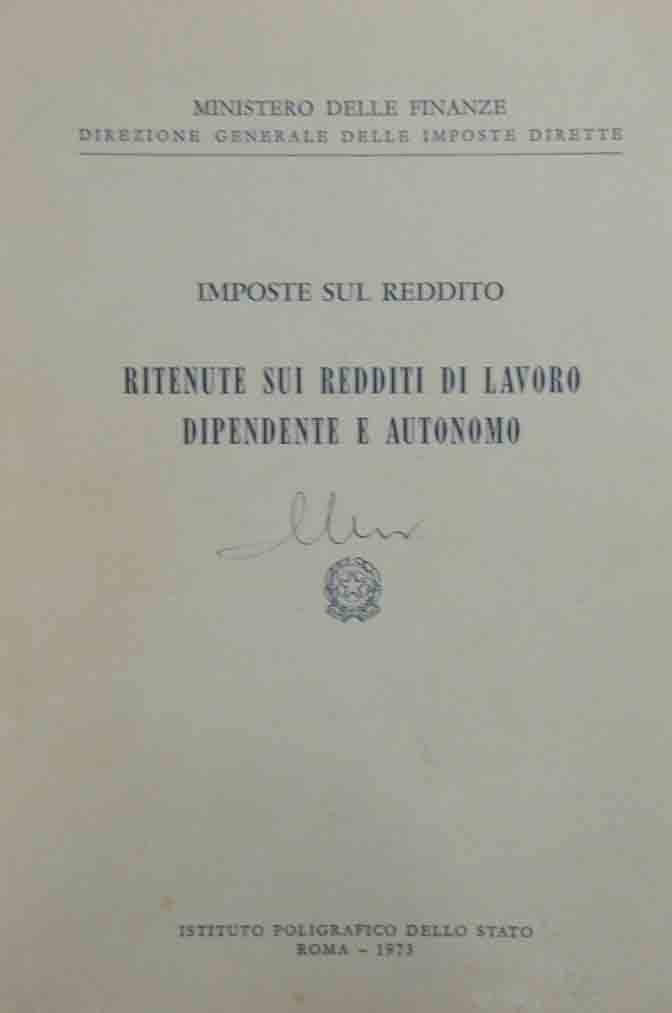 MINISTERO DELLE FINANZE
DIREZIONE GENERALE DELLE IMPOSTE DIRETTE
IMPOSTE SUL REDDITO
RITENUTE SUI REDDITI DI LAVORO
DIPENDENTE E AUTONOMO
ISTITUTO POLIGRAFICO DELLO STATO
ROMA - 1973